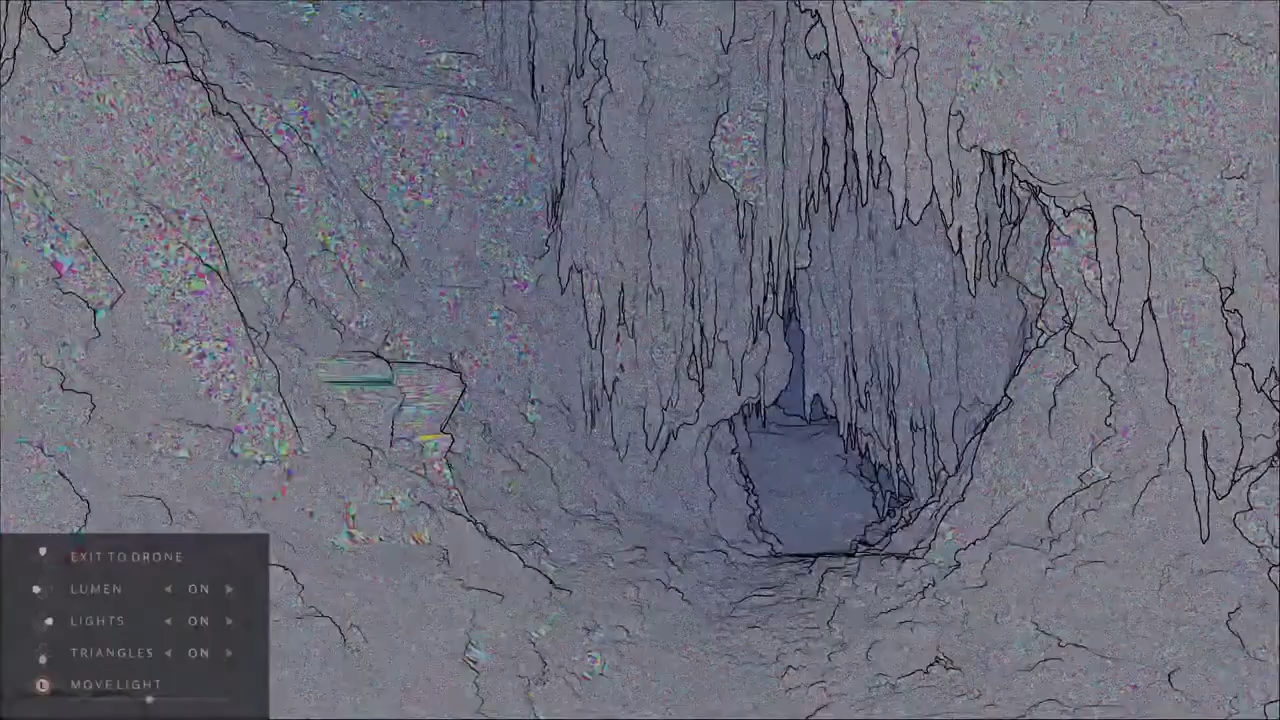 EXIT TO DRONE
LUMEN ON
LIGHTS ON
TRIANGLES ON
L MOVE LIGHT